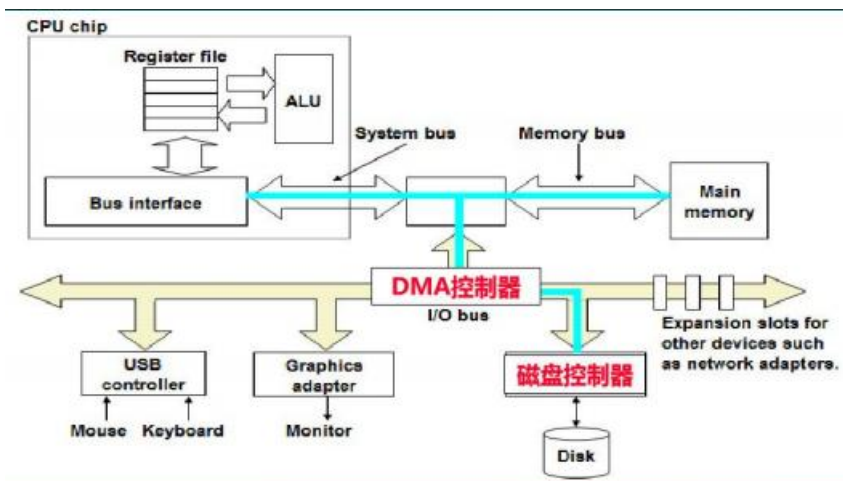 CPU chip
Register file
ALU
System bus
Memory bus
Bus interface
Main
memory
DMA控制器
I/O bus
Expansion slots for
other devices such
as network adapters.
USB
controller
Graphics
adapter
磁盘控制器
Mouse
Keyboard
Monitor
Disk